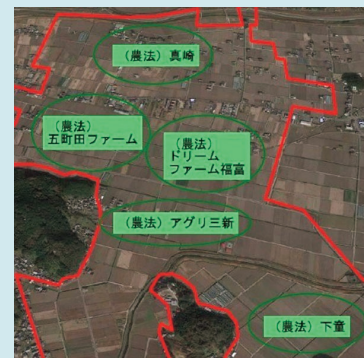 （農法）真崎
（農法）
五町田ファーム
（農法）
ドリーム
ファーム福富
（農法）アグリ三新
（農法）下童